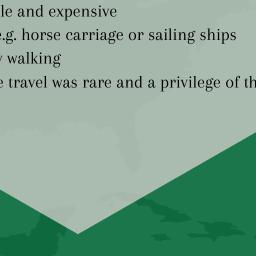 le and expensive
e.g. horse carriage or sailing ships
walking
travel was rare and a privilege of th